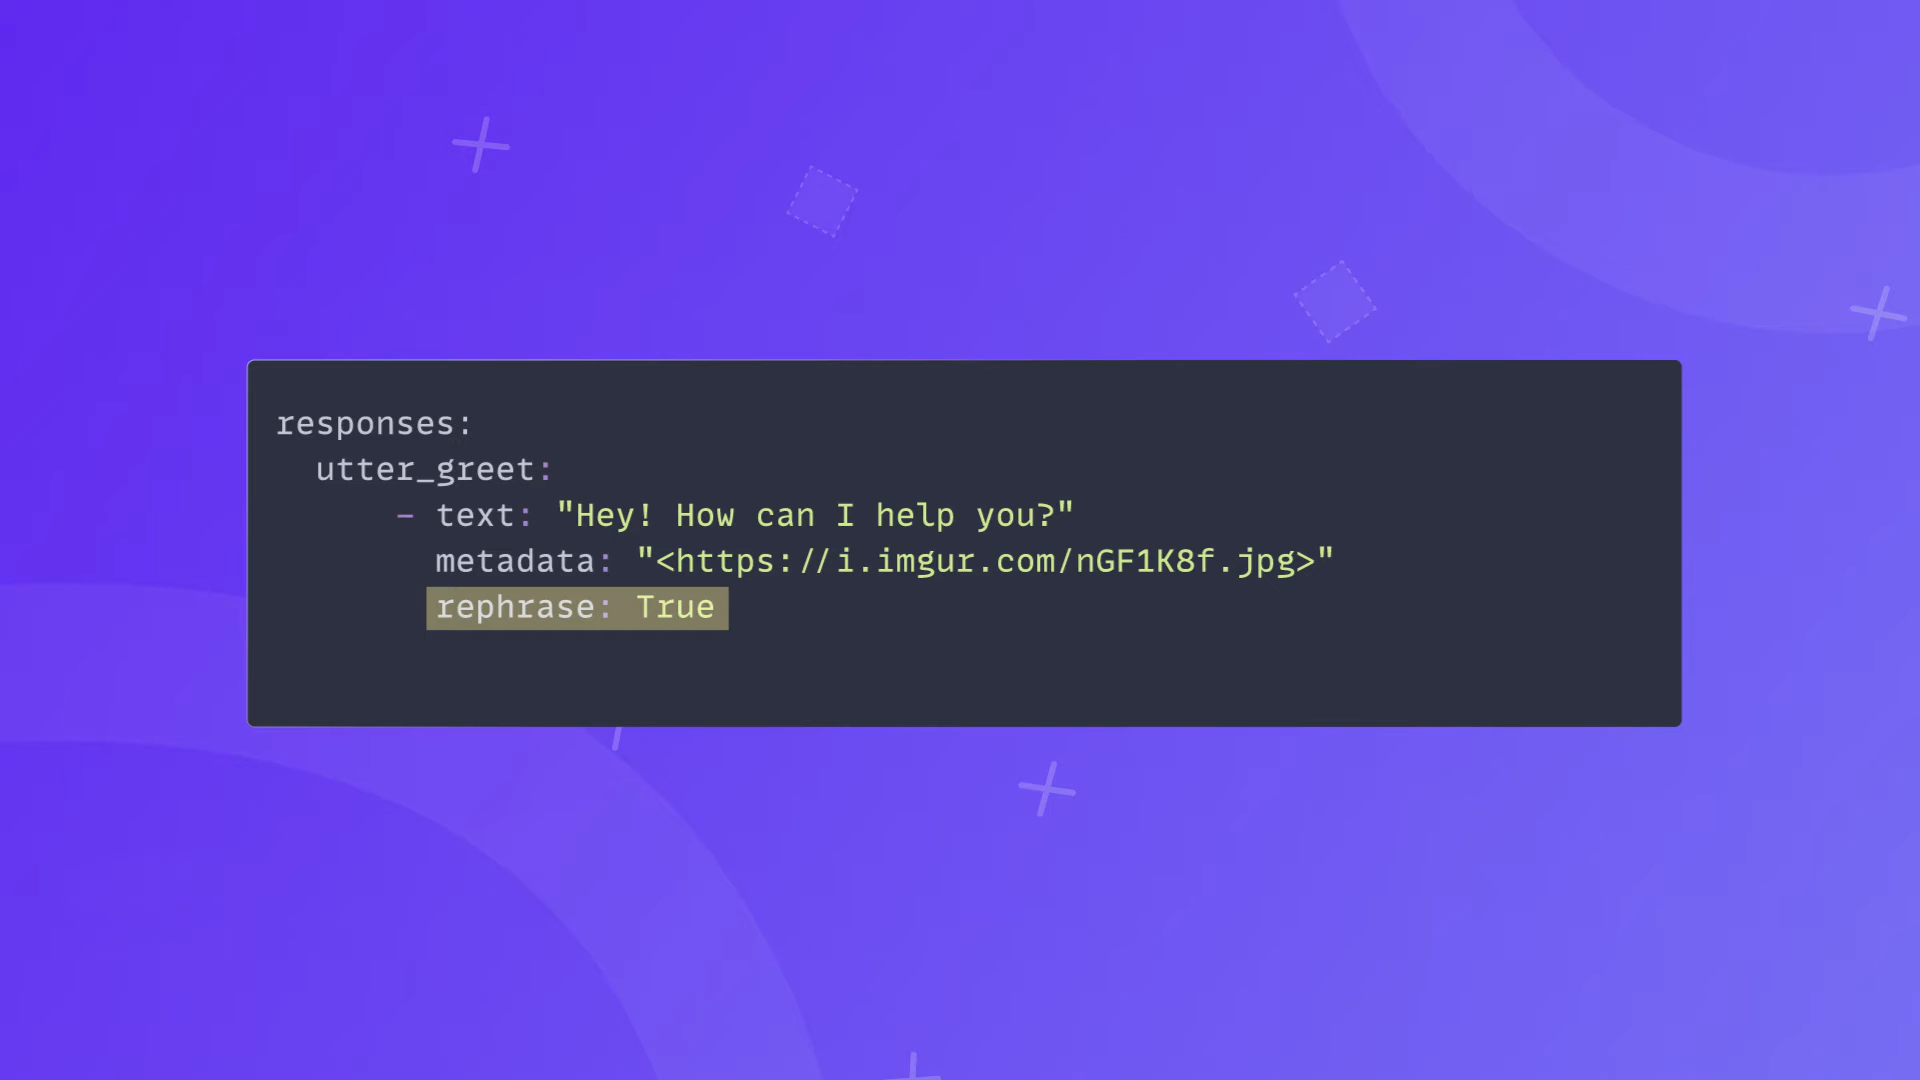 responses:
utter_greet:
- text: "Hey! How can I help you?"
metadata: "<https://i.imgur.com/nGF1K8f.jpg>"
rephrase: True